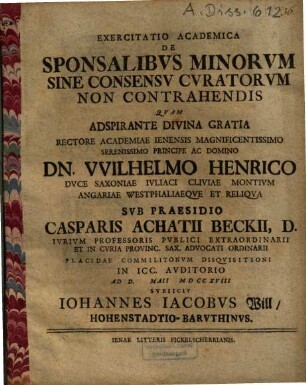 A. Diss. 612
EXERCITATIO ACADEMICA
DE
SPONSALIBVS MINORVM
SINE CONSENSV CVRATORVM
NON CONTRAHENDIS
QVAM
ADSPIRANTE DIVINA GRATIA
RECTORE ACADEMIAE IENENSIS MAGNIFICENTISSIMO
SERENISSIMO PRINCIPE AC DOMINO
DN. VVILHELMO HENRICO
DVCE SAXONIAE IVLIACI CLIVIAE MONTIVM
ANGARIAE WESTPHALIAEQVE ET RELIQVA
SVB PRAESIDIO
CASPARIS ACHATII BECKII, D.
IVRIVM PROFESSORIS PVBLICI EXTRAORDINARII
ET IN CVRIA PROVINC. SAX. ADVOCATI ORDINARII
PLACIDAE COMMILITONVM DISQVISITIONI
IN ICC. AVDITORIO
AD D. MAII MDCCXVIII
SVBIICIT
IOHANNES IACOBVS Will,
HOHENSTADTIO-BARVTHINVS.
IENAE LITTERIS FICKELSCHERRIANIS.